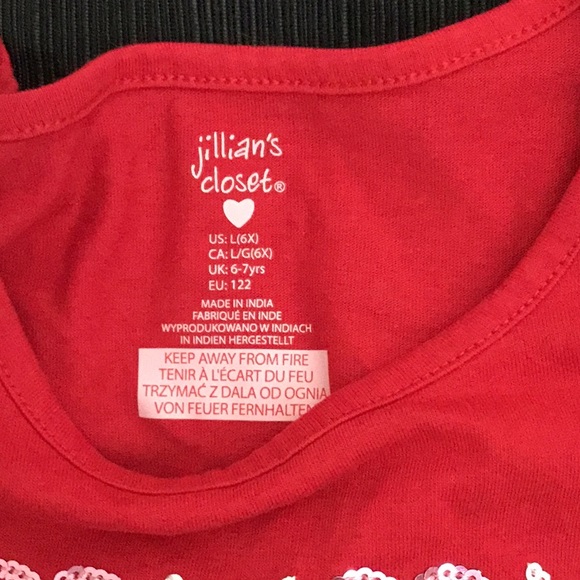 jillian's
closet®
US: L(6X)
CA: L/G(6X)
UK: 6-7yrs
EU: 122
MADE IN INDIA
FABRIQUÉ EN INDE
WYPRODUKOWANO W INDIACH
IN INDIEN HERGESTELLT
KEEP AWAY FROM FIRE
TENIR À L'ÉCART DU FEU
TRZYMAĆ Z DALA OD OGNIA
VON FEUER FERNHALTEN